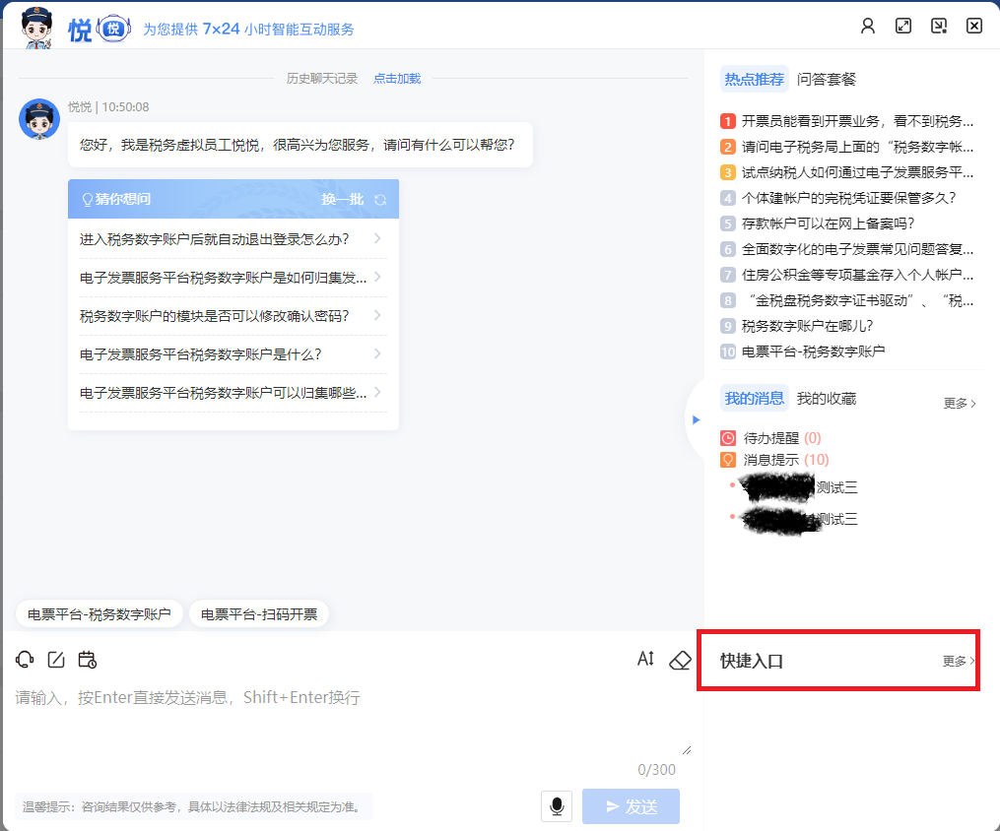 悦 悦 为您提供 7×24 小时智能互动服务
历史聊天记录 点击加载
悦悦 | 10:50:08
您好，我是税务虚拟员工悦悦，很高兴为您服务，请问有什么可以帮您？
猜你想问 换一批
进入税务数字账户后就自动退出登录怎么办？
电子发票服务平台税务数字账户是如何归集发...
税务数字账户的模块是否可以修改确认密码？
电子发票服务平台税务数字账户是什么？
电子发票服务平台税务数字账户可以归集哪些...
电票平台-税务数字账户 电票平台-扫码开票
请输入，按Enter直接发送消息，Shift+Enter换行
0/300
温馨提示：咨询结果仅供参考，具体以法律法规及相关规定为准。
发送
热点推荐 问答套餐
1 开票员能看到开票业务，看不到税务...
2 请问电子税务局上面的“税务数字帐...
3 试点纳税人如何通过电子发票服务平...
4 个体建帐户的完税凭证要保管多久？
5 存款帐户可以在网上备案吗？
6 全面数字化的电子发票常见问题答复...
7 住房公积金等专项基金存入个人帐户...
8 “金税盘税务数字证书驱动”、“税...
9 税务数字账户在哪儿？
10 电票平台-税务数字账户
我的消息 我的收藏 更多
待办提醒 (0)
消息提示 (10)
测试三
测试三
快捷入口 更多